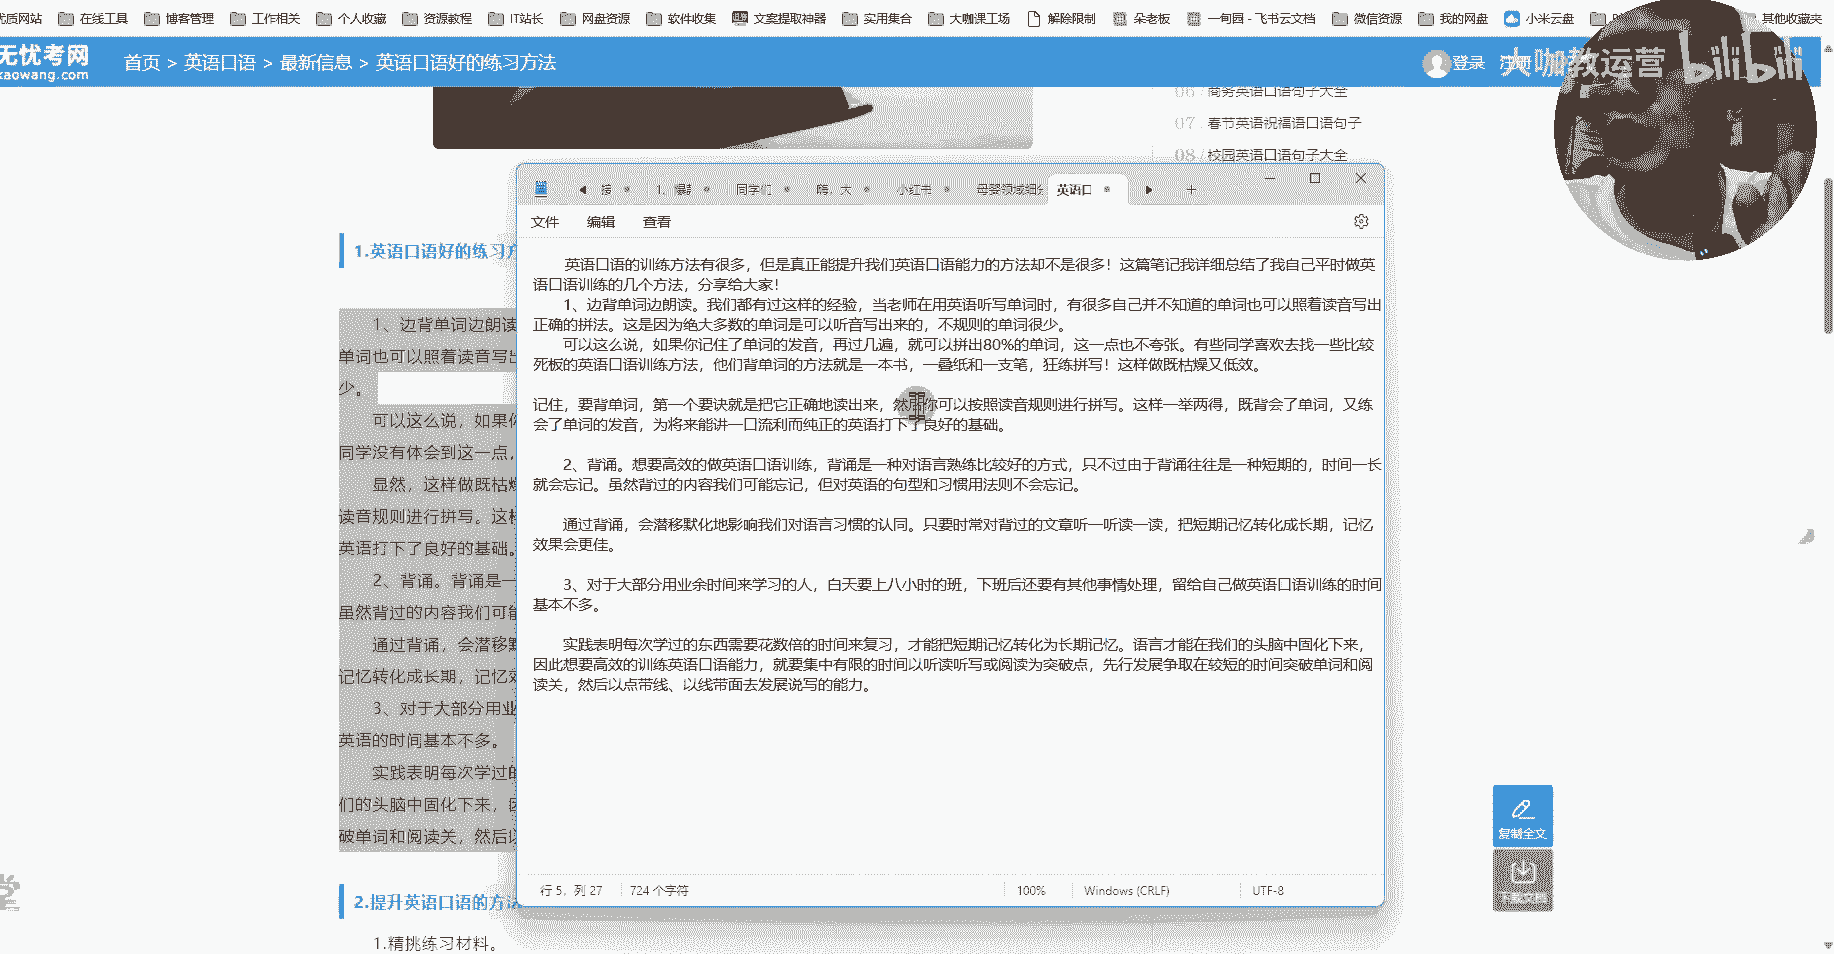 优质网站 在线工具 博客管理 工作相关 个人收藏 资源教程 IT站长 网盘资源 软件收集 文案提取神器 实用集合 大咖课工场 解除限制 朵老板 一甸园 - 飞书云文档 微信资源 我的网盘 小米云盘 其他收藏夹
无忧考网 首页 > 英语口语 > 最新信息 > 英语口语好的练习方法 登录 注册
kaowang.com
大咖教运营 bilibili
06 / 商务英语口语句子大全
07 / 春节英语祝福语口语句子
08 / 校园英语口语句子大全
同学们 嗨，大 小红书 母婴领域细分 英语口
文件 编辑 查看
英语口语的训练方法有很多，但是真正能提升我们英语口语能力的方法却不是很多！这篇笔记我详细总结了我自己平时做英
语口语训练的几个方法，分享给大家！
1、边背单词边朗读。我们都有过这样的经验，当老师在用英语听写单词时，有很多自己并不知道的单词也可以照着读音写出
正确的拼法。这是因为绝大多数的单词是可以听音写出来的，不规则的单词很少。
可以这么说，如果你记住了单词的发音，再过几遍，就可以拼出80%的单词，这一点也不夸张。有些同学喜欢去找一些比较
死板的英语口语训练方法，他们背单词的方法就是一本书，一叠纸和一支笔，狂练拼写！这样做既枯燥又低效。
记住，要背单词，第一个要诀就是把它正确地读出来，然后你可以按照读音规则进行拼写。这样一举两得，既背会了单词，又练
会了单词的发音，为将来能讲一口流利而纯正的英语打下了良好的基础。
2、背诵。想要高效的做英语口语训练，背诵是一种对语言熟练比较好的方式，只不过由于背诵往往是一种短期的，时间一长
就会忘记。虽然背过的内容我们可能忘记，但对英语的句型和习惯用法则不会忘记。
通过背诵，会潜移默化地影响我们对语言习惯的认同。只要时常对背过的文章听一听读一读，把短期记忆转化成长期，记忆
效果会更佳。
3、对于大部分用业余时间来学习的人，白天要上八小时的班，下班后还要有其他事情处理，留给自己做英语口语训练的时间
基本不多。
实践表明每次学过的东西需要花数倍的时间来复习，才能把短期记忆转化为长期记忆。语言才能在我们的头脑中固化下来，
因此想要高效的训练英语口语能力，就要集中有限的时间以听读听写或阅读为突破点，先行发展争取在较短的时间突破单词和阅
读关，然后以点带线、以线带面去发展说写的能力。
行 5，列 27 724 个字符 100% Windows (CRLF) UTF-8
1.英语口语好的练习方
1、边背单词边朗读
单词也可以照着读音写出
少。
可以这么说，如果你
同学没有体会到这一点，
显然，这样做既枯燥
读音规则进行拼写。这样
英语打下了良好的基础。
2、背诵。背诵是一
虽然背过的内容我们可能
通过背诵，会潜移默
记忆转化成长期，记忆效
3、对于大部分用业
英语的时间基本不多。
实践表明每次学过的
们的头脑中固化下来，因
破单词和阅读关，然后以
2.提升英语口语的方法
1.精挑练习材料。
复制全文
下载文档